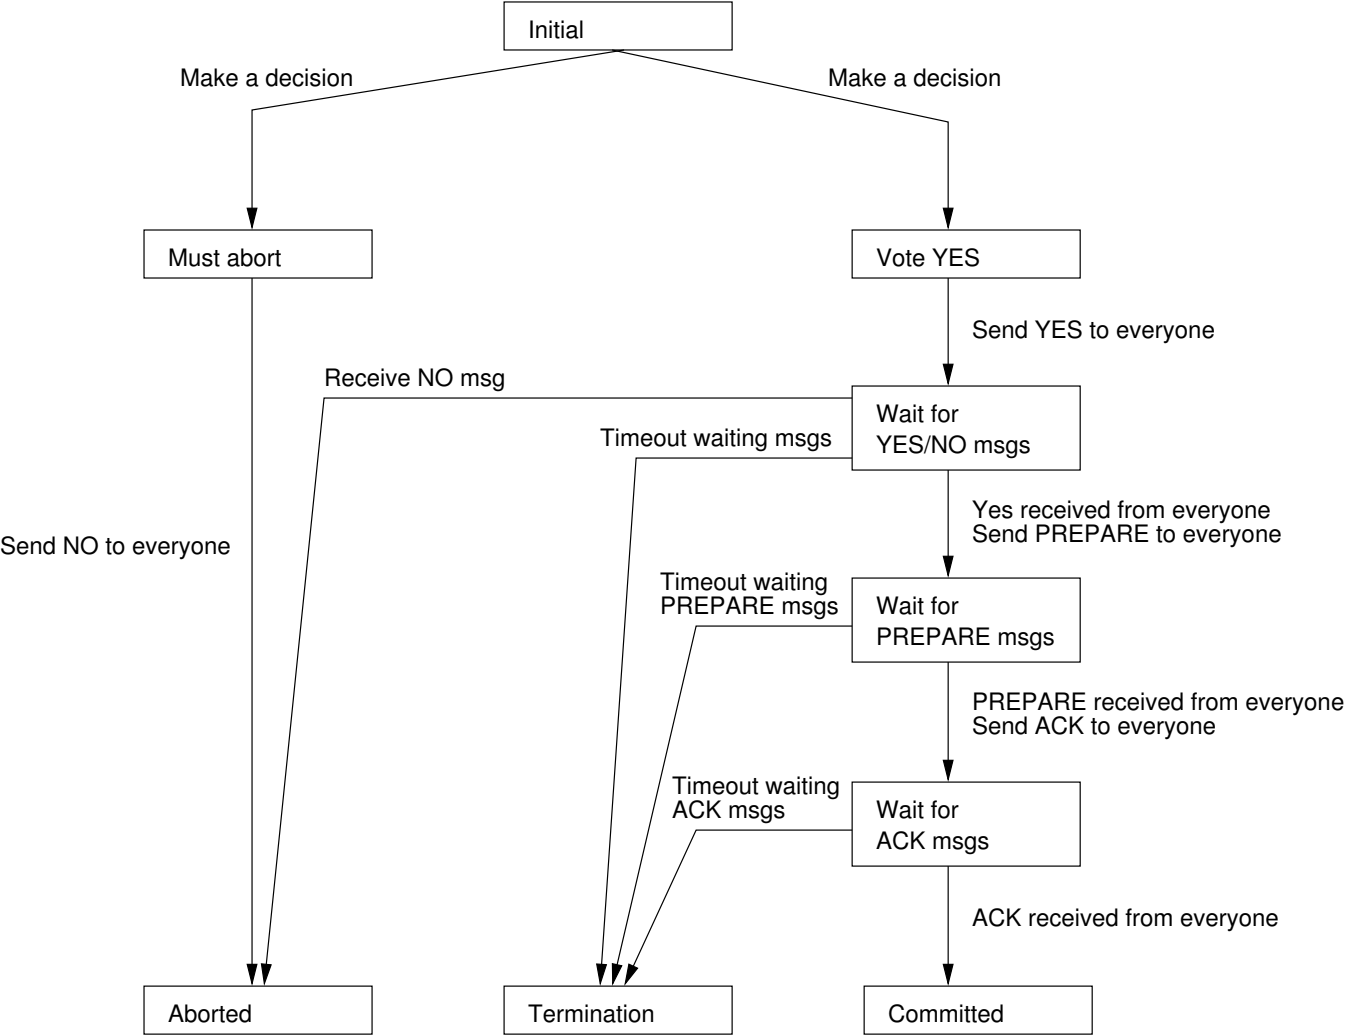 Initial
Make a decision
Make a decision
Must abort
Vote YES
Send YES to everyone
Receive NO msg
Wait for
YES/NO msgs
Timeout waiting msgs
Yes received from everyone
Send PREPARE to everyone
Send NO to everyone
Timeout waiting
PREPARE msgs
Wait for
PREPARE msgs
PREPARE received from everyone
Send ACK to everyone
Timeout waiting
ACK msgs
Wait for
ACK msgs
ACK received from everyone
Aborted
Termination
Committed